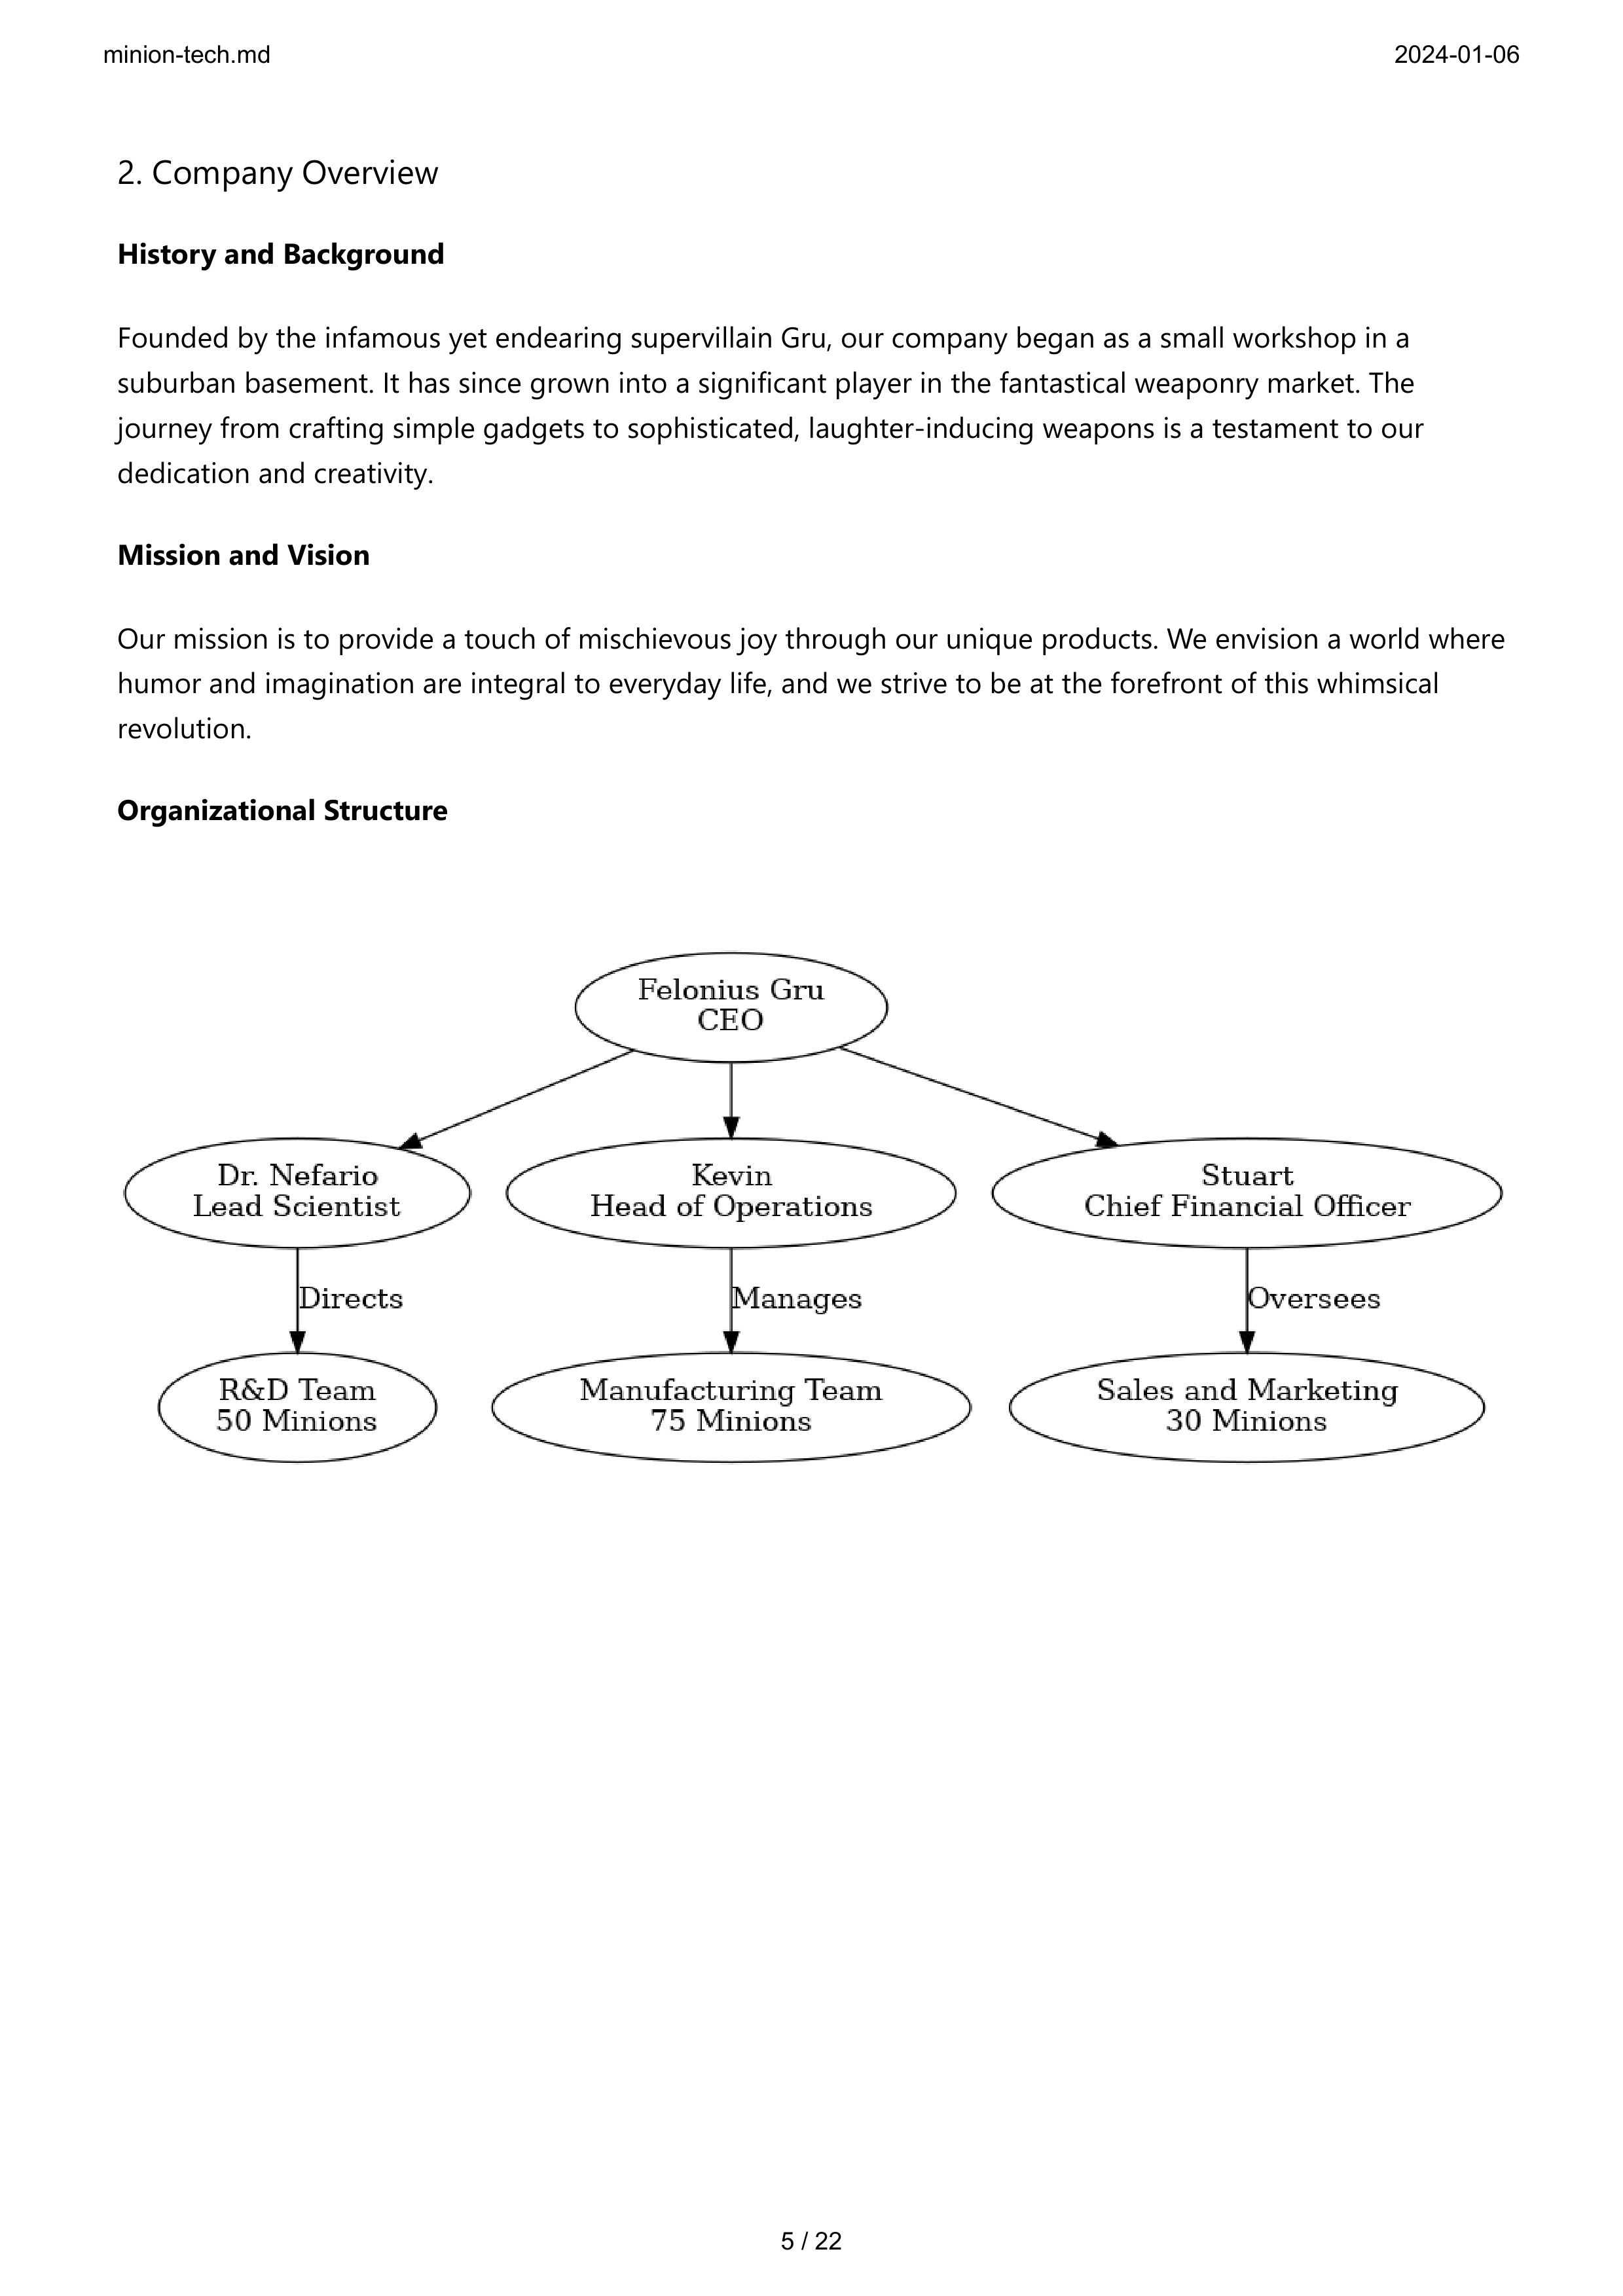 minion-tech.md
2024-01-06
2. Company Overview
History and Background
Founded by the infamous yet endearing supervillain Gru, our company began as a small workshop in a
suburban basement. It has since grown into a significant player in the fantastical weaponry market. The
journey from crafting simple gadgets to sophisticated, laughter-inducing weapons is a testament to our
dedication and creativity.
Mission and Vision
Our mission is to provide a touch of mischievous joy through our unique products. We envision a world where
humor and imagination are integral to everyday life, and we strive to be at the forefront of this whimsical
revolution.
Organizational Structure
Felonius Gru
CEO
Dr. Nefario
Lead Scientist
Kevin
Head of Operations
Stuart
Chief Financial Officer
Directs
Manages
Oversees
R&D Team
50 Minions
Manufacturing Team
75 Minions
Sales and Marketing
30 Minions
5 / 22